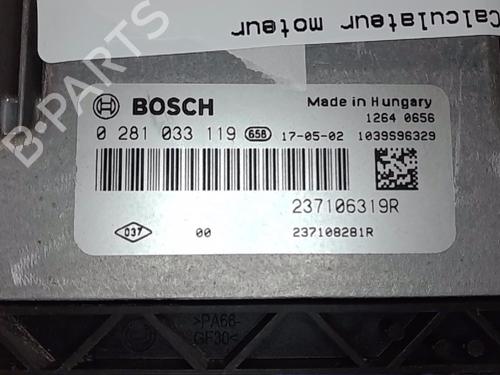 Calculateur moteur
BOSCH
Made in Hungary
1264 0656
0 281 033 119 658 17-05-02 1039S96329
237106319R
037 00 237108281R
>PA66-
GF30<